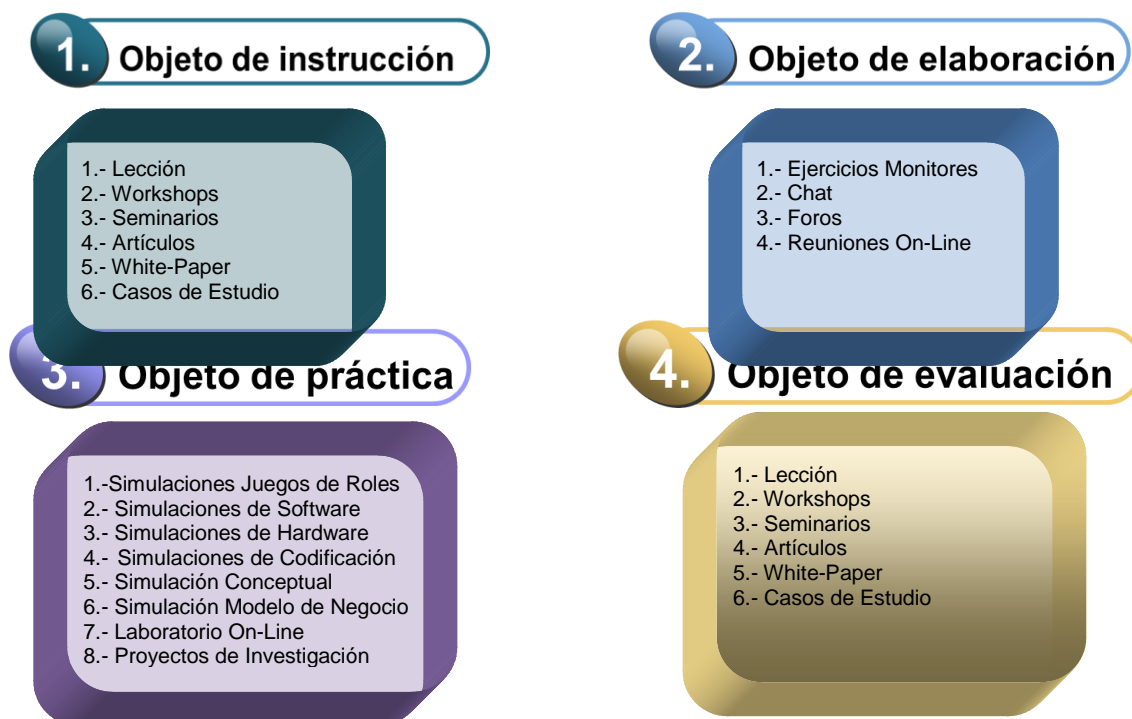 1. Objeto de instrucción
1.- Lección
2.- Workshops
3.- Seminarios
4.- Artículos
5.- White-Paper
6.- Casos de Estudio
2. Objeto de elaboración
1.- Ejercicios Monitores
2.- Chat
3.- Foros
4.- Reuniones On-Line
3. Objeto de práctica
1.-Simulaciones Juegos de Roles
2.- Simulaciones de Software
3.- Simulaciones de Hardware
4.- Simulaciones de Codificación
5.- Simulación Conceptual
6.- Simulación Modelo de Negocio
7.- Laboratorio On-Line
8.- Proyectos de Investigación
4. Objeto de evaluación
1.- Lección
2.- Workshops
3.- Seminarios
4.- Artículos
5.- White-Paper
6.- Casos de Estudio